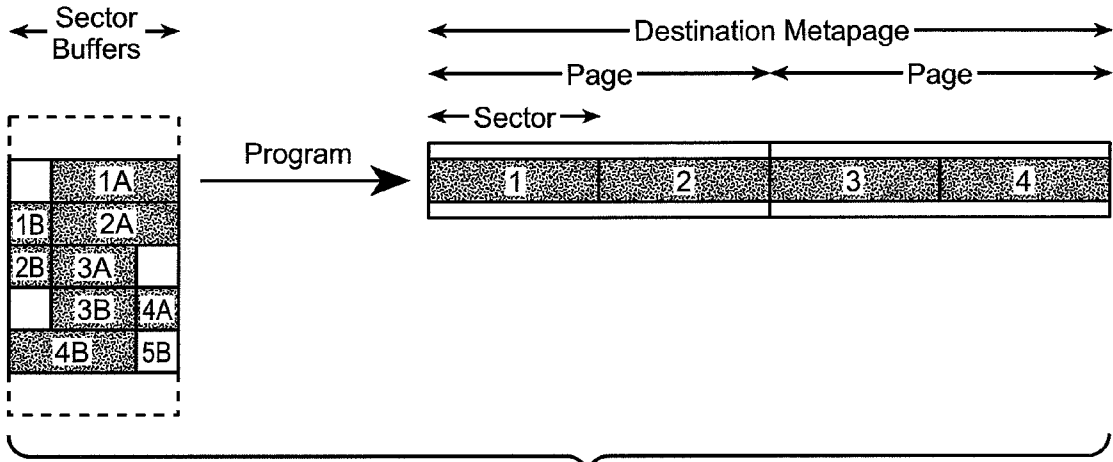 Sector
Buffers
Destination Metapage
Page Page
Sector
Program
1A
1B 2A
2B 3A
3B 4A
4B 5B
1 2 3 4